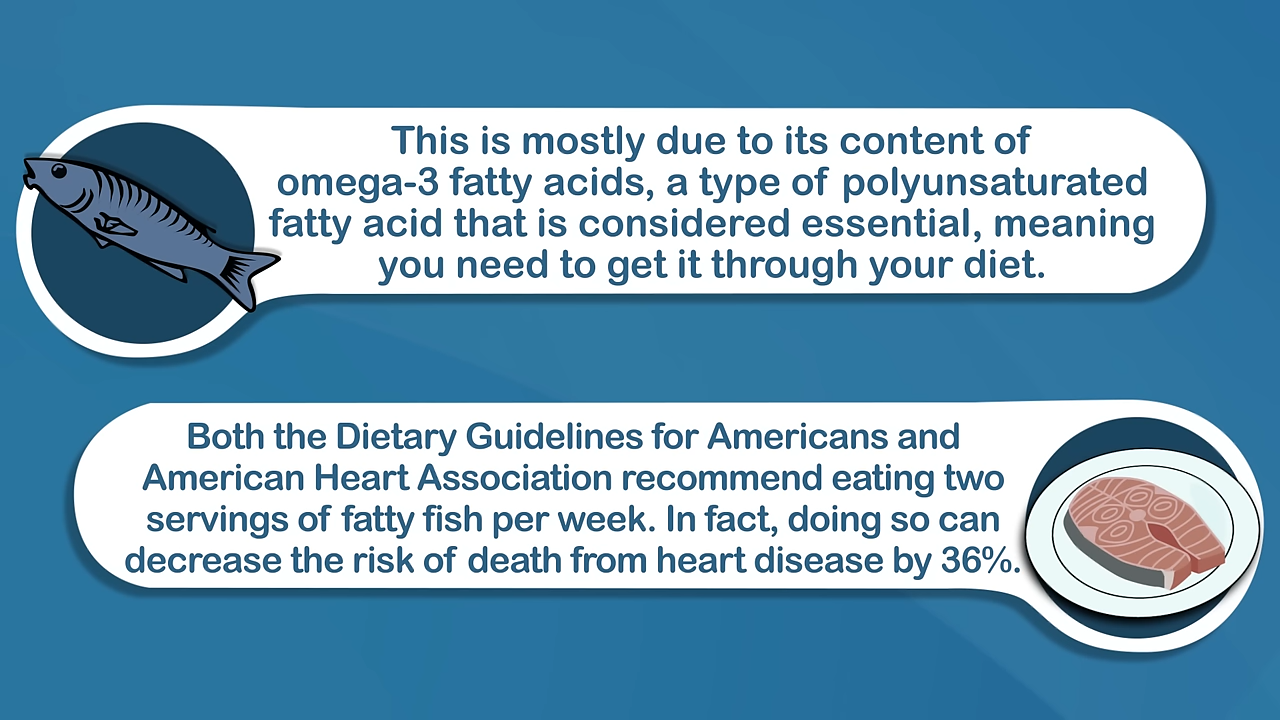 This is mostly due to its content of
omega-3 fatty acids, a type of polyunsaturated
fatty acid that is considered essential, meaning
you need to get it through your diet.
Both the Dietary Guidelines for Americans and
American Heart Association recommend eating two
servings of fatty fish per week. In fact, doing so can
decrease the risk of death from heart disease by 36%.